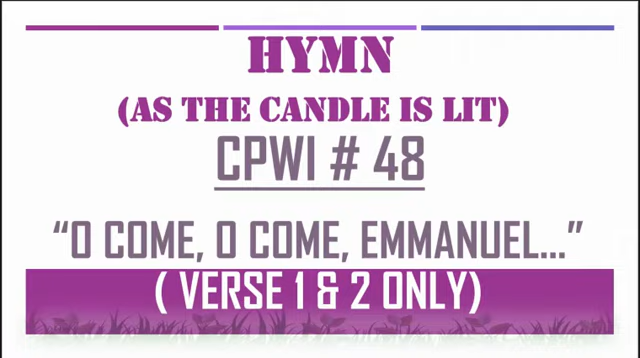 HYMN
(AS THE CANDLE IS LIT)
CPWI # 48
“O COME, O COME, EMMANUEL...”
( VERSE 1 & 2 ONLY)